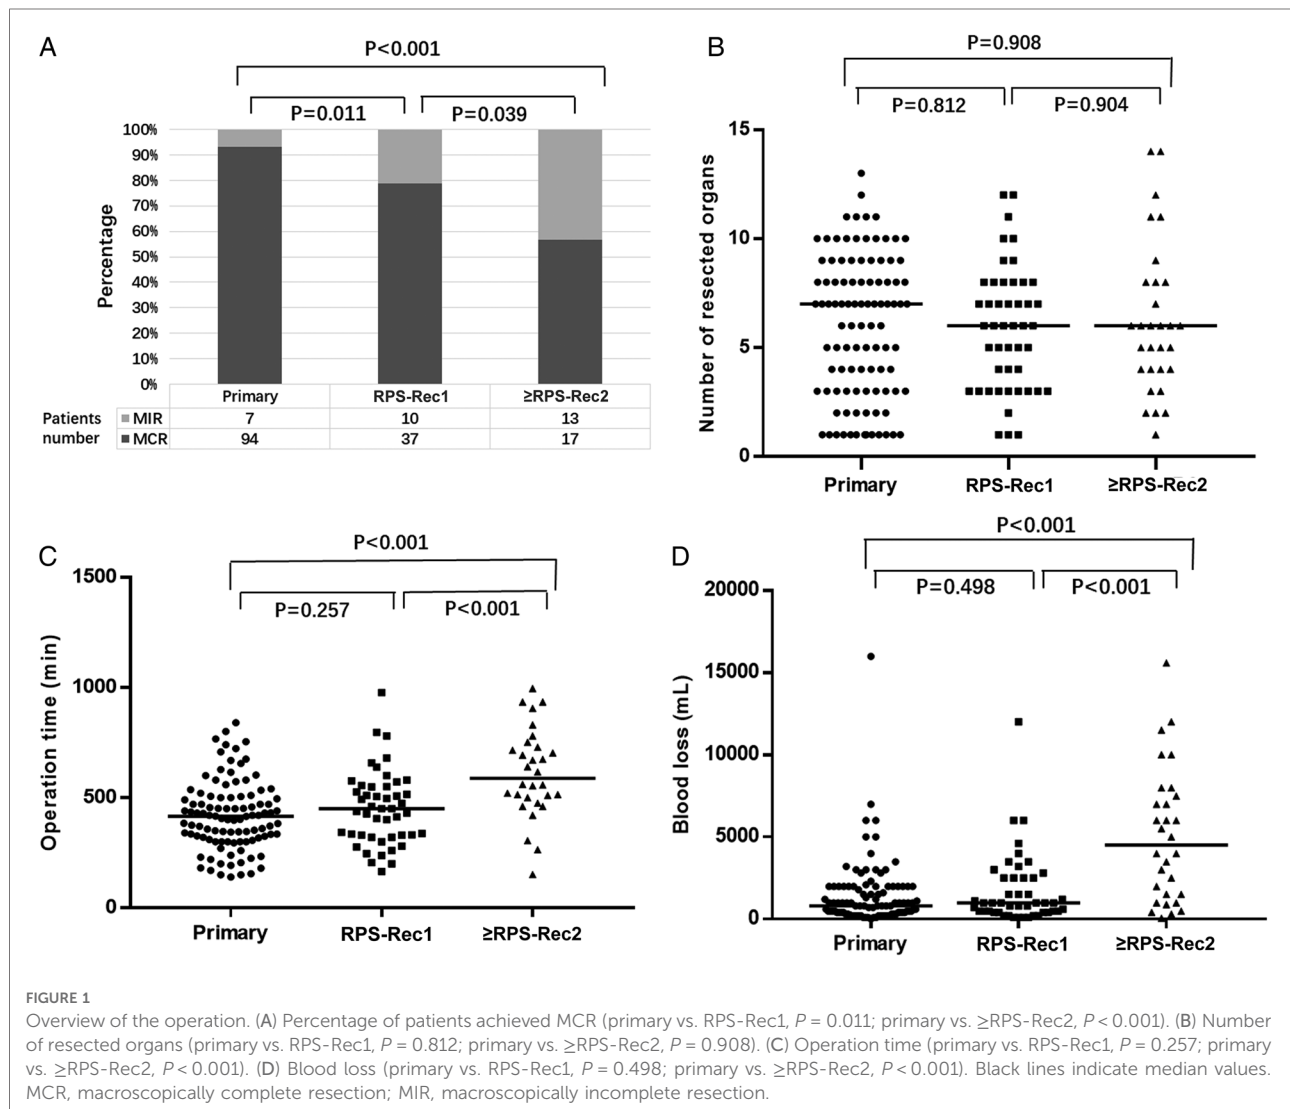 A
P<0.001
P=0.011
P=0.039
100%
90%
80%
70%
60%
50%
40%
30%
20%
10%
0%
Percentage
Primary
RPS-Rec1
≥RPS-Rec2
Patients number
MIR
7
10
13
MCR
94
37
17
B
P=0.908
P=0.812
P=0.904
15
10
5
0
Number of resected organs
Primary
RPS-Rec1
≥RPS-Rec2
C
P<0.001
P=0.257
P<0.001
1500
1000
500
0
Operation time (min)
Primary
RPS-Rec1
≥RPS-Rec2
D
P<0.001
P=0.498
P<0.001
20000
15000
10000
5000
0
Blood loss (mL)
Primary
RPS-Rec1
≥RPS-Rec2
FIGURE 1
Overview of the operation. (A) Percentage of patients achieved MCR (primary vs. RPS-Rec1, P = 0.011; primary vs. ≥RPS-Rec2, P < 0.001). (B) Number
of resected organs (primary vs. RPS-Rec1, P = 0.812; primary vs. ≥RPS-Rec2, P = 0.908). (C) Operation time (primary vs. RPS-Rec1, P = 0.257; primary
vs. ≥RPS-Rec2, P < 0.001). (D) Blood loss (primary vs. RPS-Rec1, P = 0.498; primary vs. ≥RPS-Rec2, P < 0.001). Black lines indicate median values.
MCR, macroscopically complete resection; MIR, macroscopically incomplete resection.